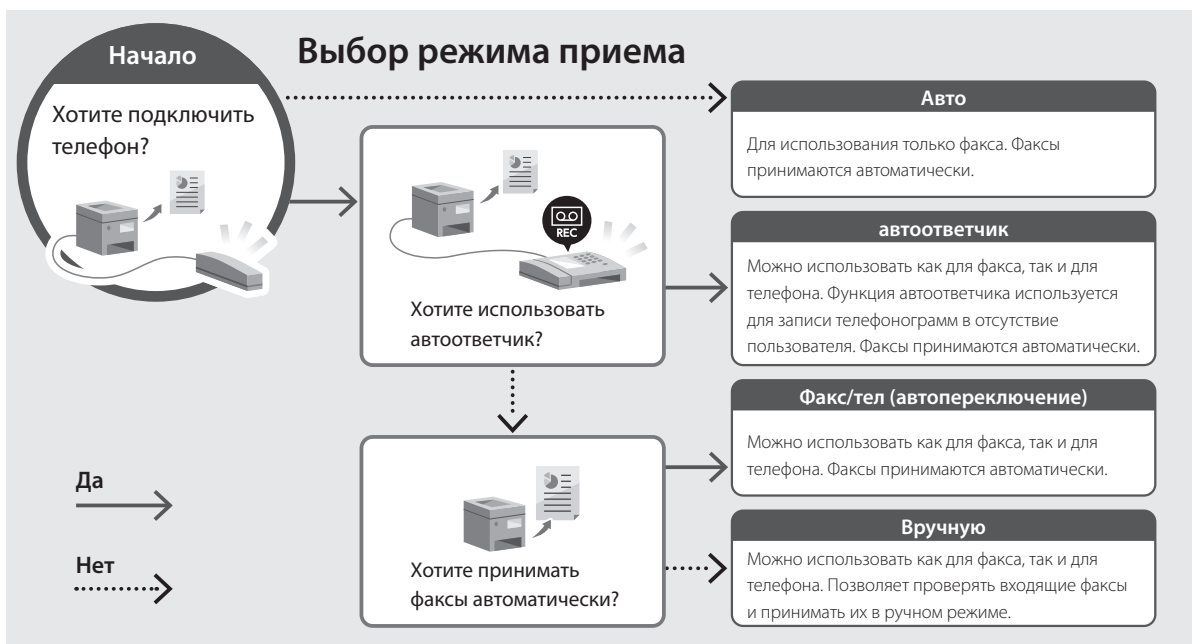 Начало
Выбор режима приема
Хотите подключить
телефон?
Авто
Для использования только факса. Факсы
принимаются автоматически.
REC
Хотите использовать
автоответчик?
автоответчик
Можно использовать как для факса, так и для
телефона. Функция автоответчика используется
для записи телефонограмм в отсутствие
пользователя. Факсы принимаются автоматически.
Факс/тел (автопереключение)
Можно использовать как для факса, так и для
телефона. Факсы принимаются автоматически.
Хотите принимать
факсы автоматически?
Вручную
Можно использовать как для факса, так и для
телефона. Позволяет проверять входящие факсы
и принимать их в ручном режиме.
Да
Нет